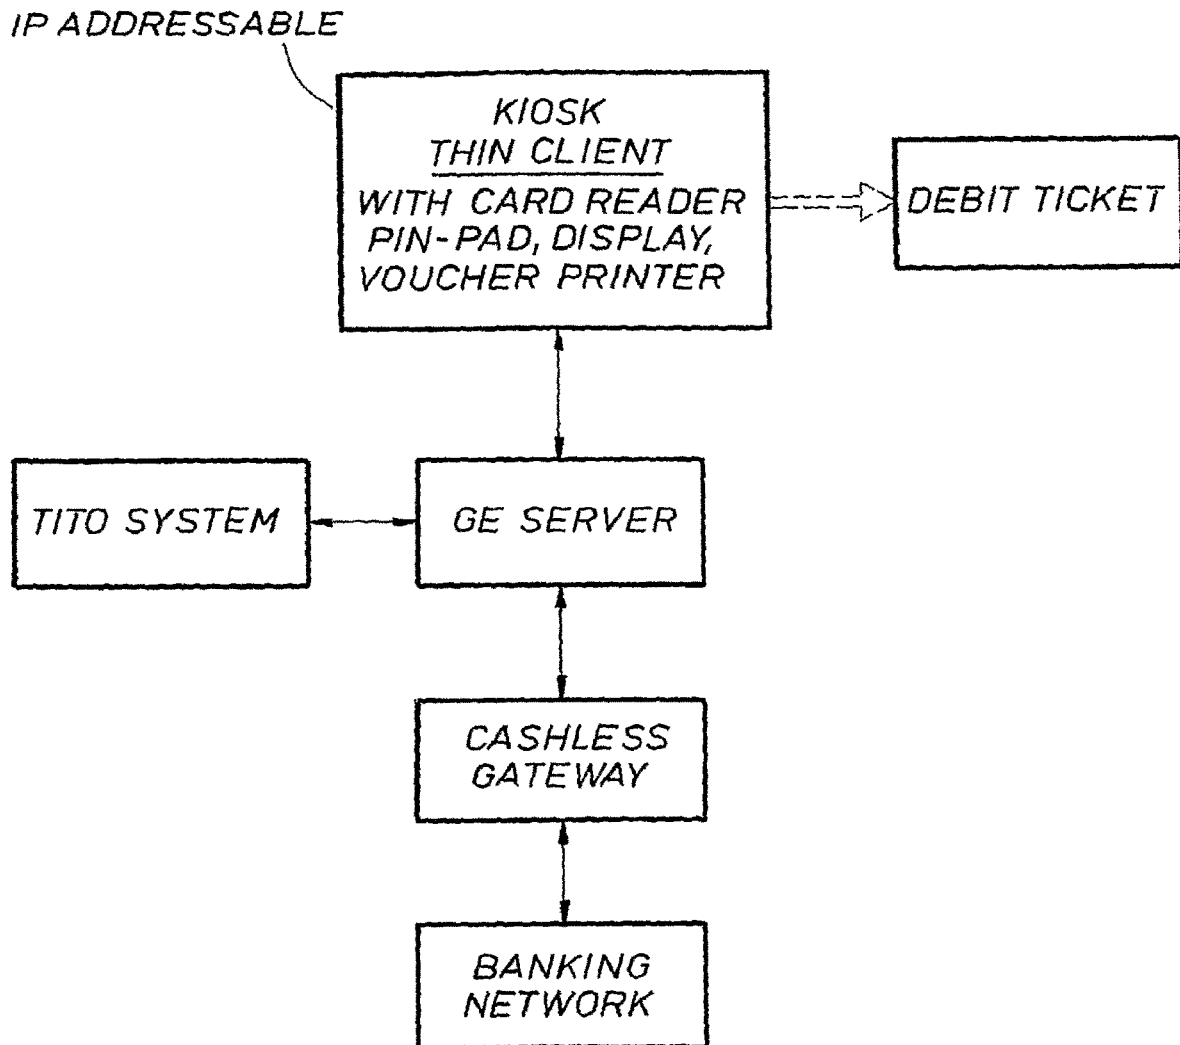 IP ADDRESSABLE
KIOSK
THIN CLIENT
WITH CARD READER
PIN-PAD, DISPLAY,
VOUCHER PRINTER
DEBIT TICKET
TITO SYSTEM
GE SERVER
CASHLESS
GATEWAY
BANKING
NETWORK